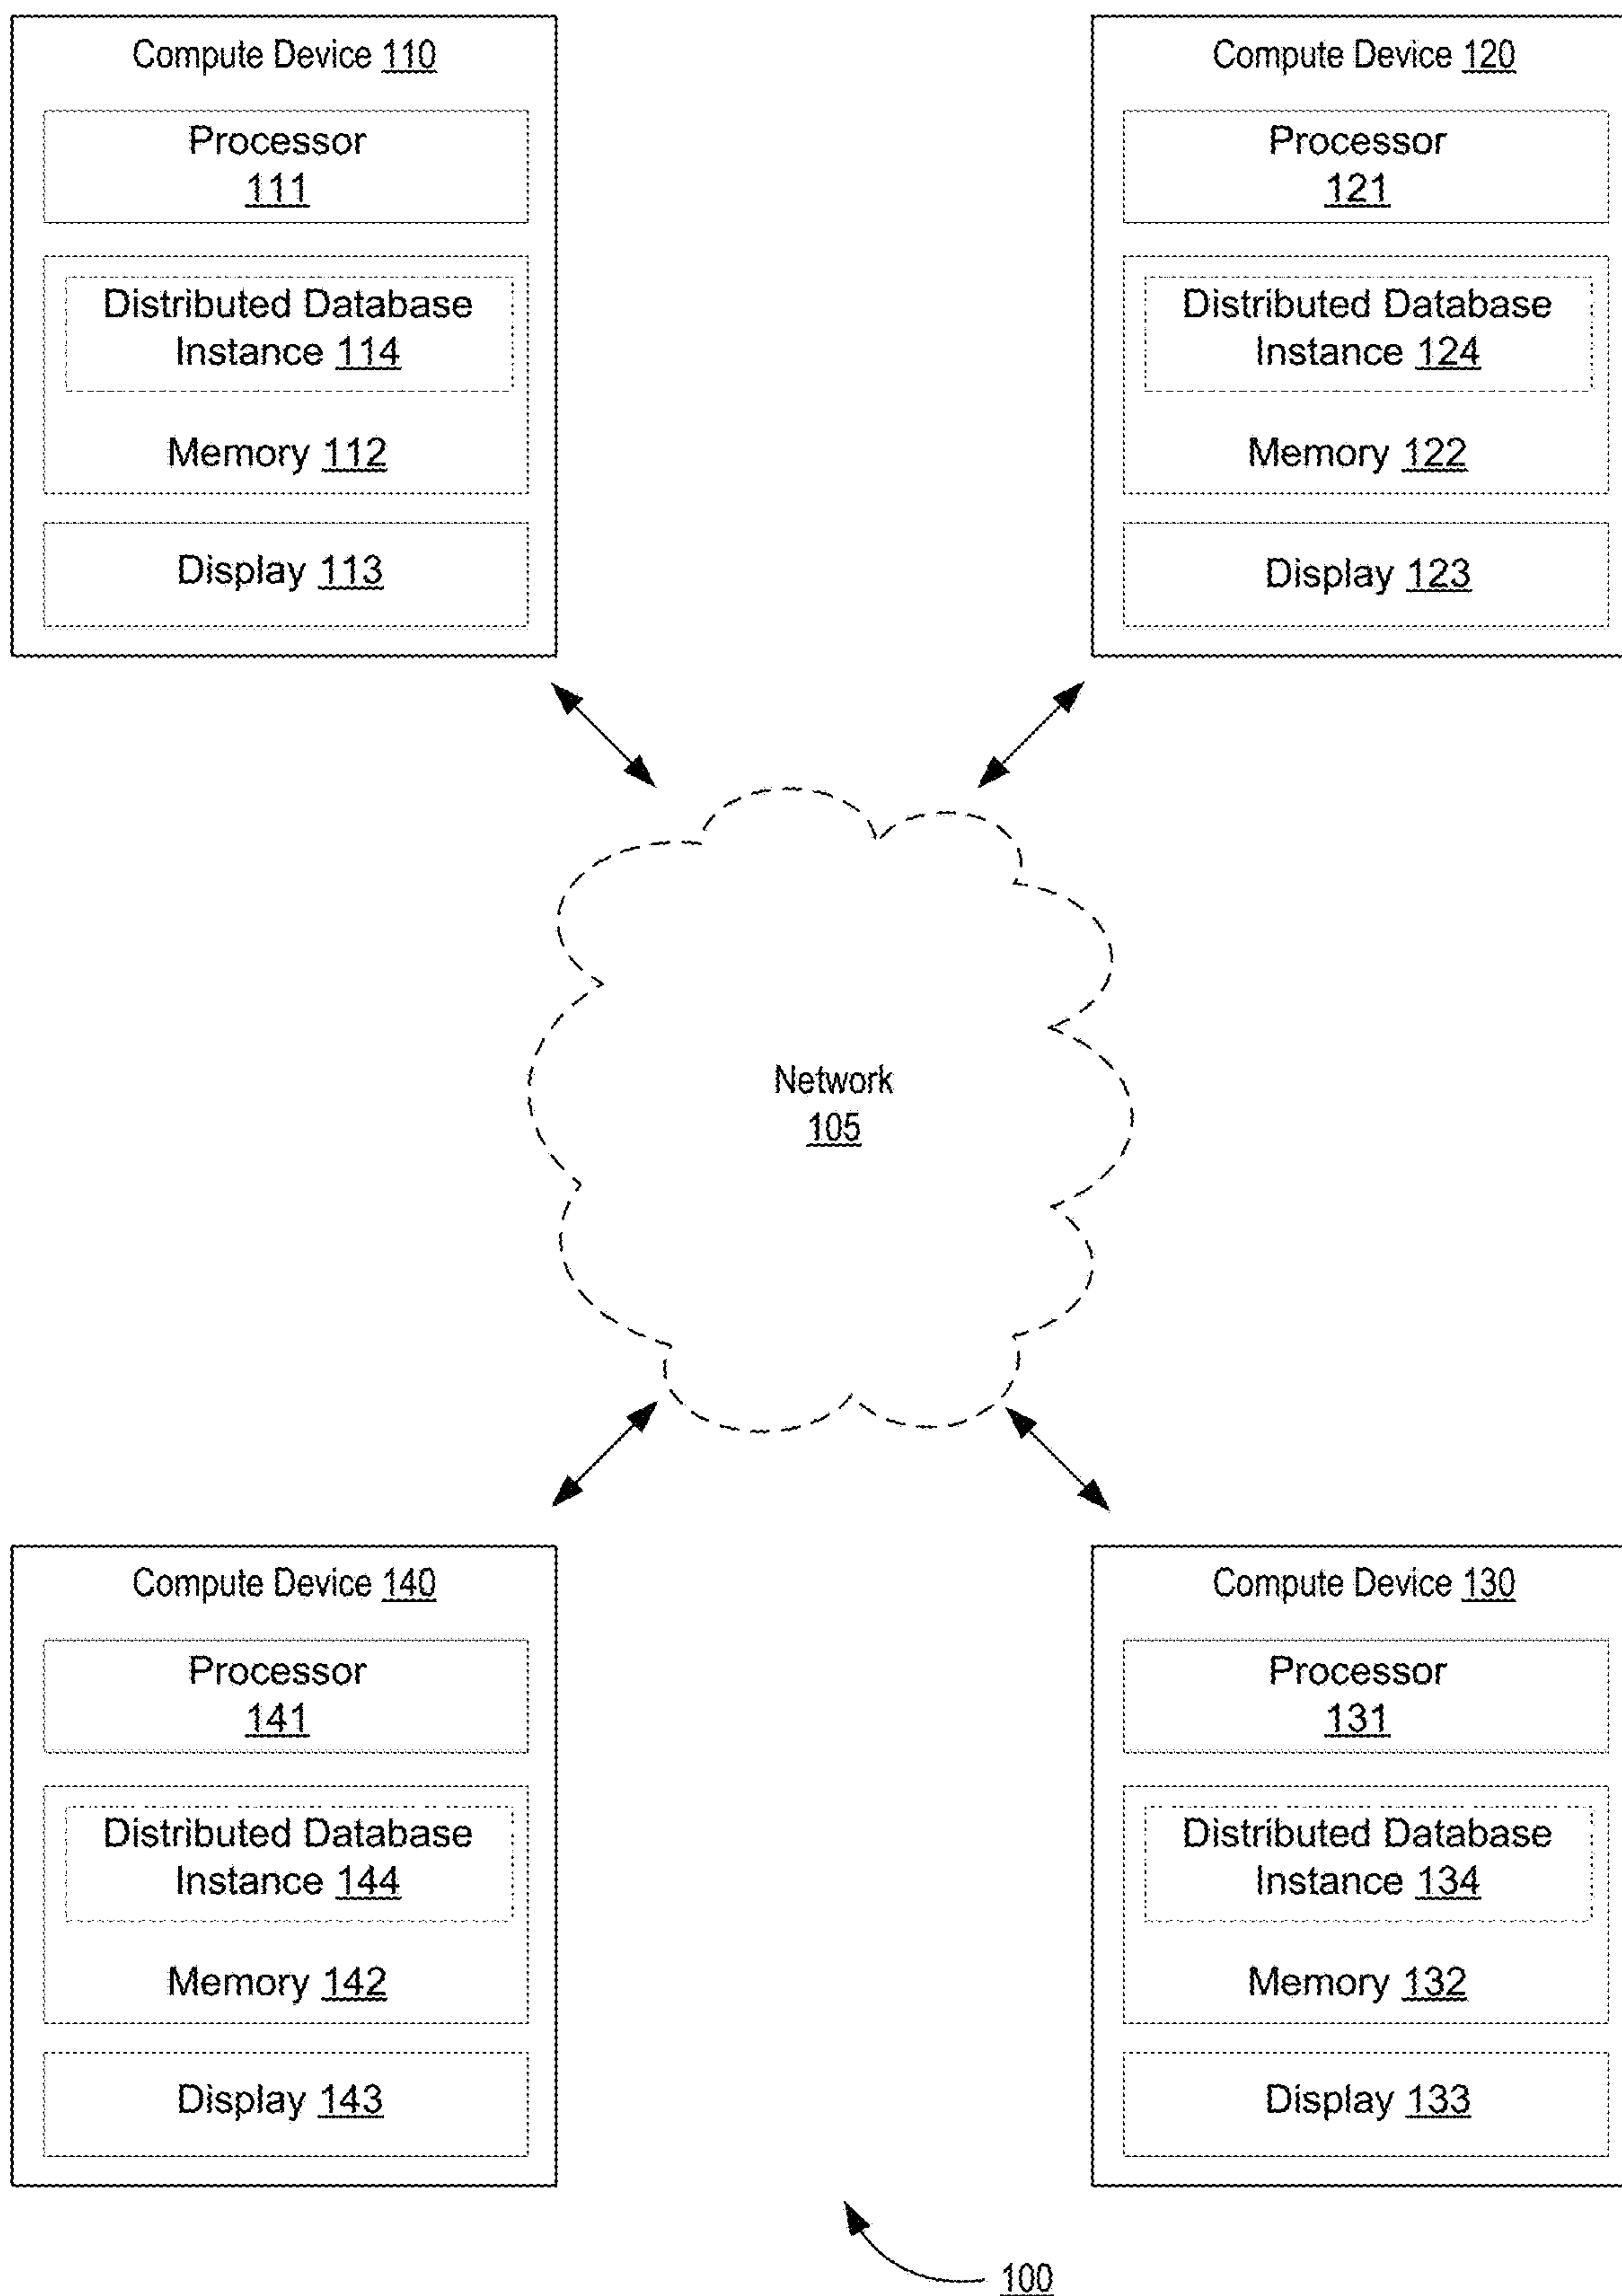 Compute Device 110
Processor
111
Distributed Database
Instance 114
Memory 112
Display 113
Compute Device 120
Processor
121
Distributed Database
Instance 124
Memory 122
Display 123
Network
105
Compute Device 140
Processor
141
Distributed Database
Instance 144
Memory 142
Display 143
Compute Device 130
Processor
131
Distributed Database
Instance 134
Memory 132
Display 133
100